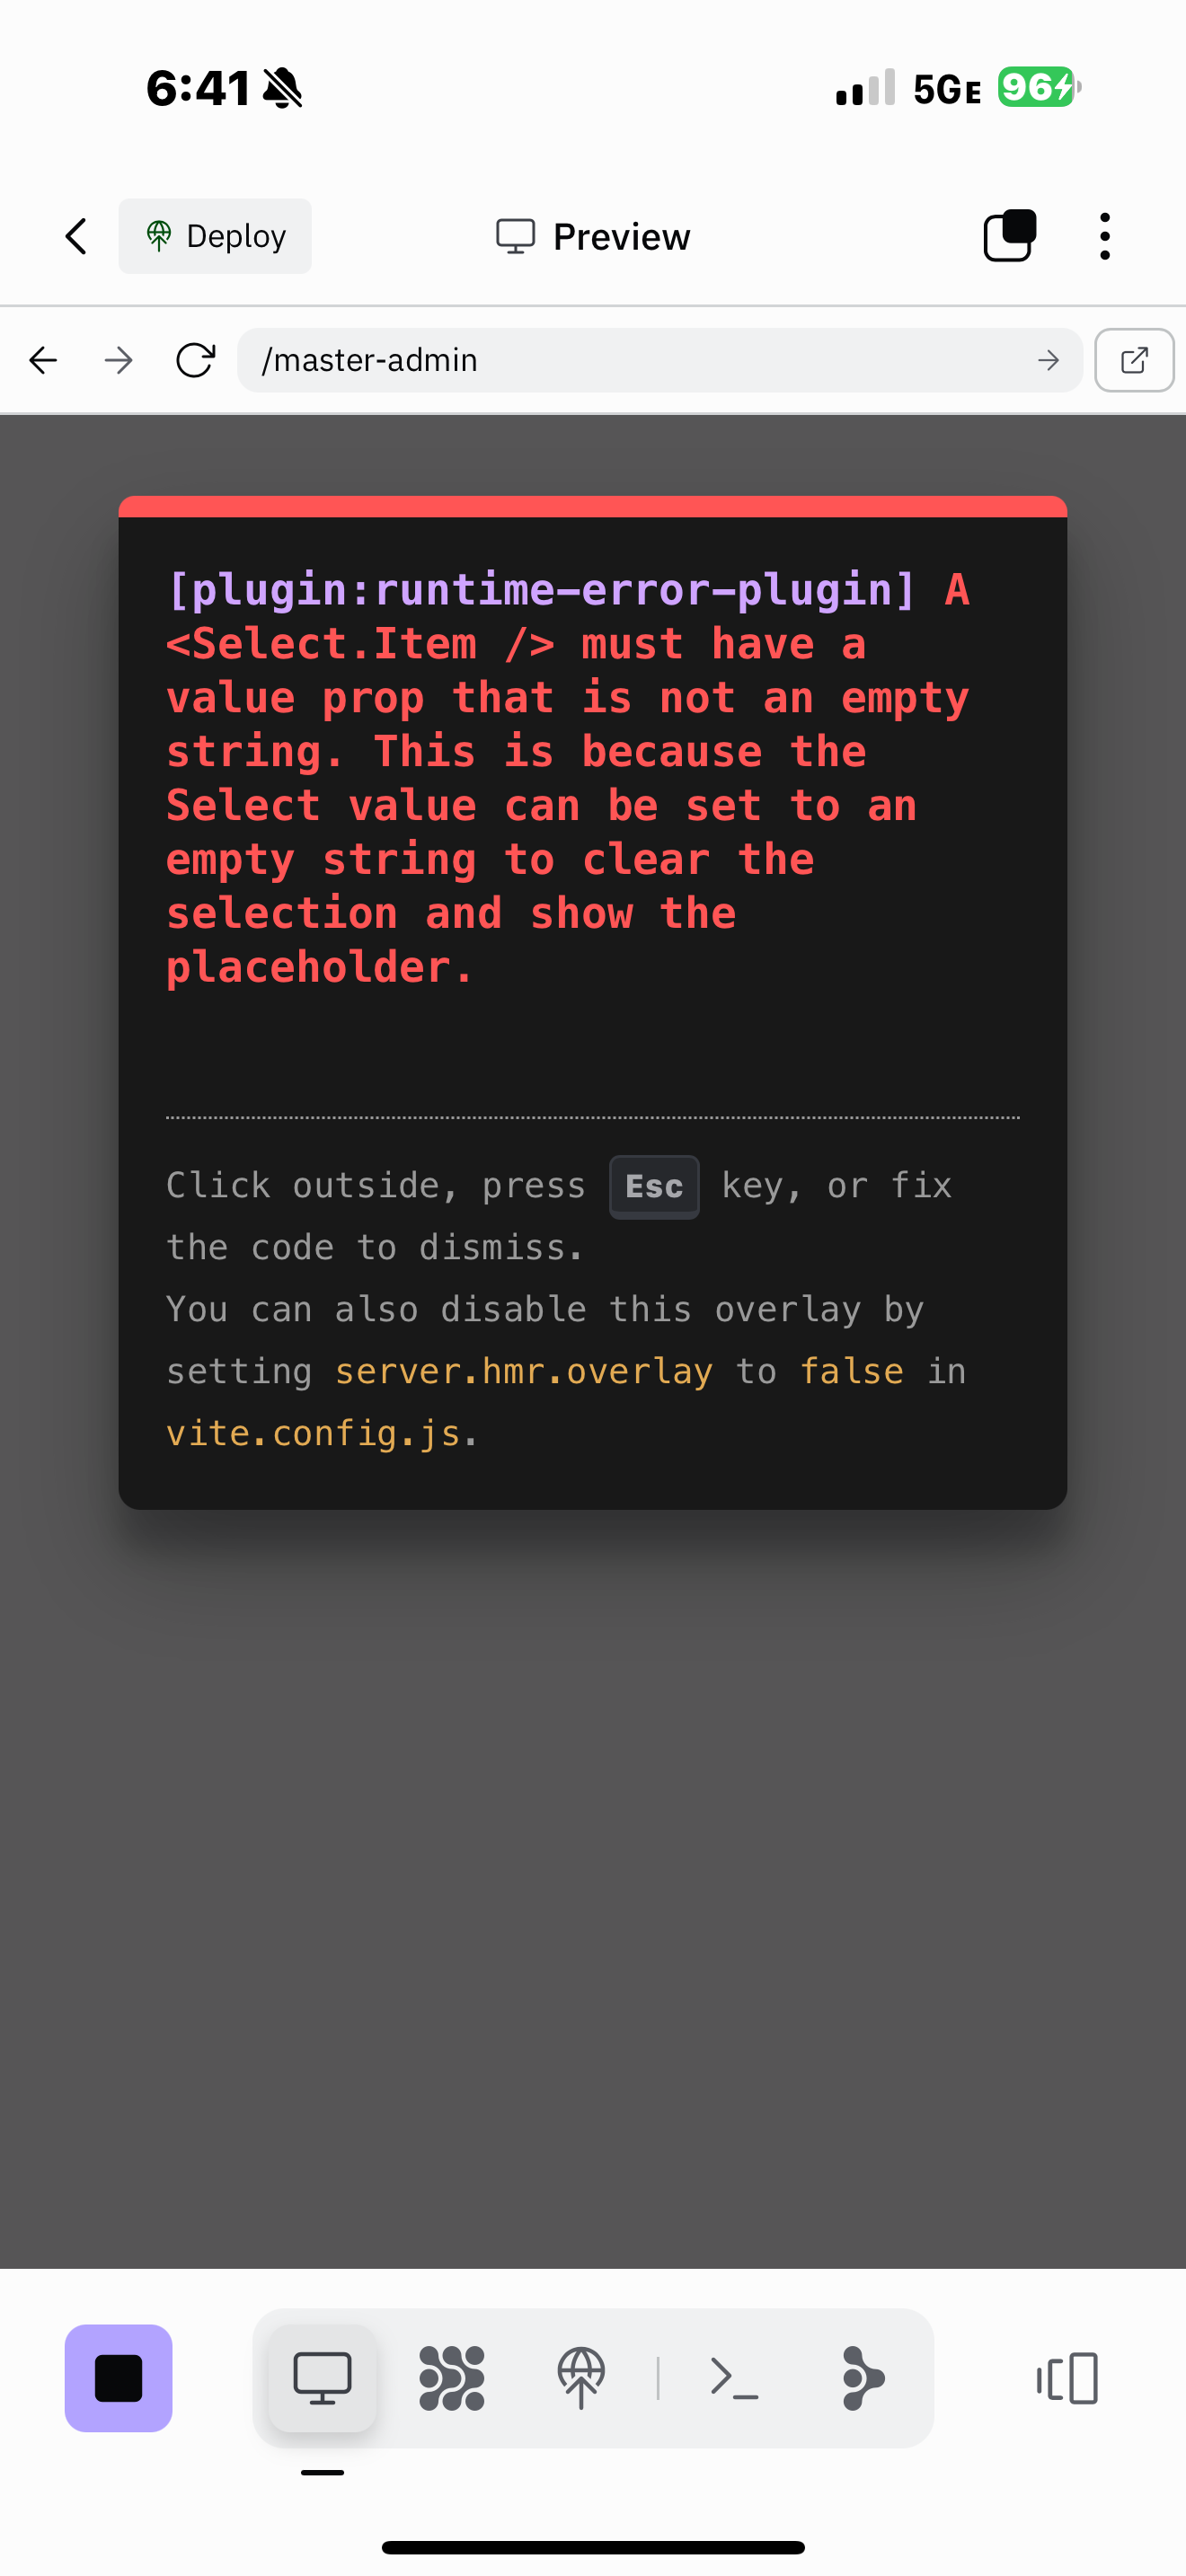 6:41
5GE 96
Deploy
Preview
/master-admin
[plugin:runtime-error-plugin] A
<Select.Item /> must have a
value prop that is not an empty
string. This is because the
Select value can be set to an
empty string to clear the
selection and show the
placeholder.
Click outside, press Esc key, or fix
the code to dismiss.
You can also disable this overlay by
setting server.hmr.overlay to false in
vite.config.js.